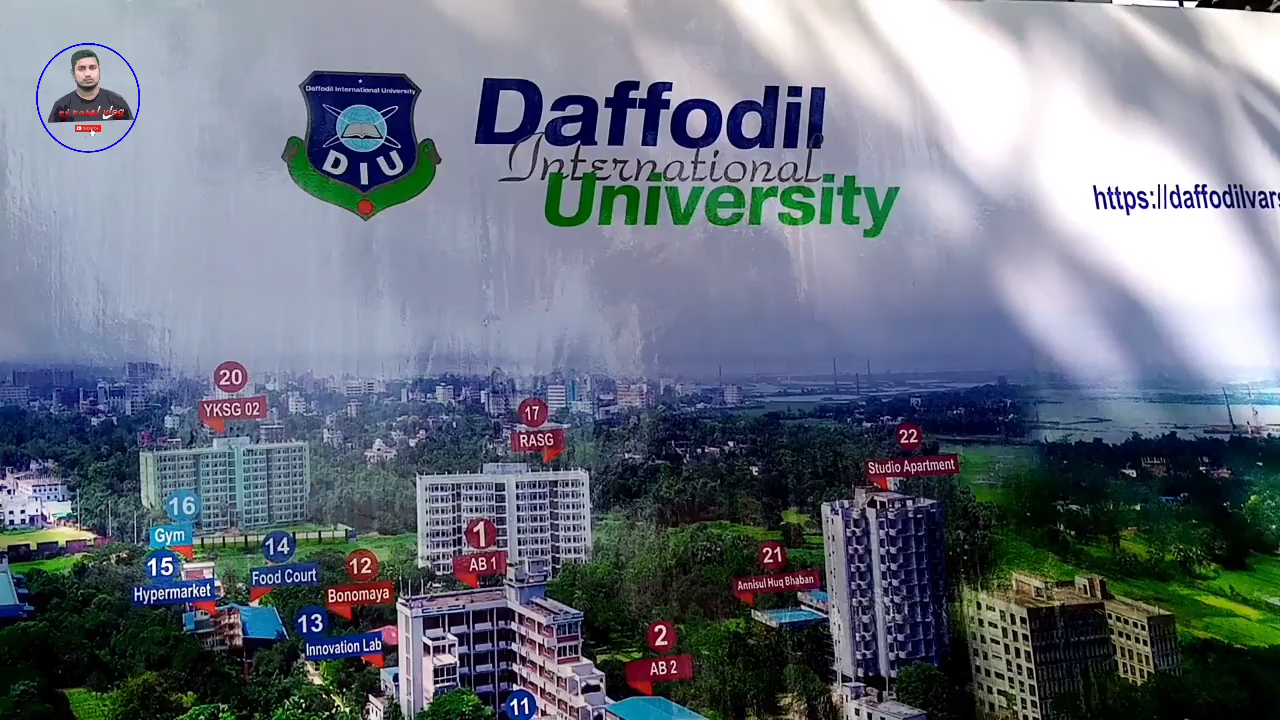 Daffodil International University
DIU
Daffodil
International
University
https://daffodilvars
20
YKSG 02
17
RASG
22
Studio Apartment
16
Gym
1
AB 1
14
Food Court
15
Hypermarket
12
Bonomaya
21
Annisul Huq Bhaban
13
Innovation Lab
2
AB 2
11